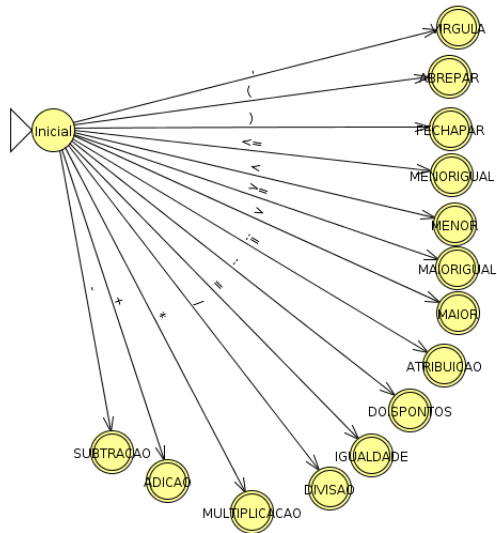 ,
VIRGULA
(
ABREPAR
)
FECHAPAR
Inicial
<=
MENORIGUAL
<
MENOR
>=
MAIORIGUAL
>
MAIOR
:=
ATRIBUICAO
:
DOISPONTOS
=
IGUALDADE
/
DIVISAO
*
MULTIPLICACAO
+
ADICAO
-
SUBTRACAO